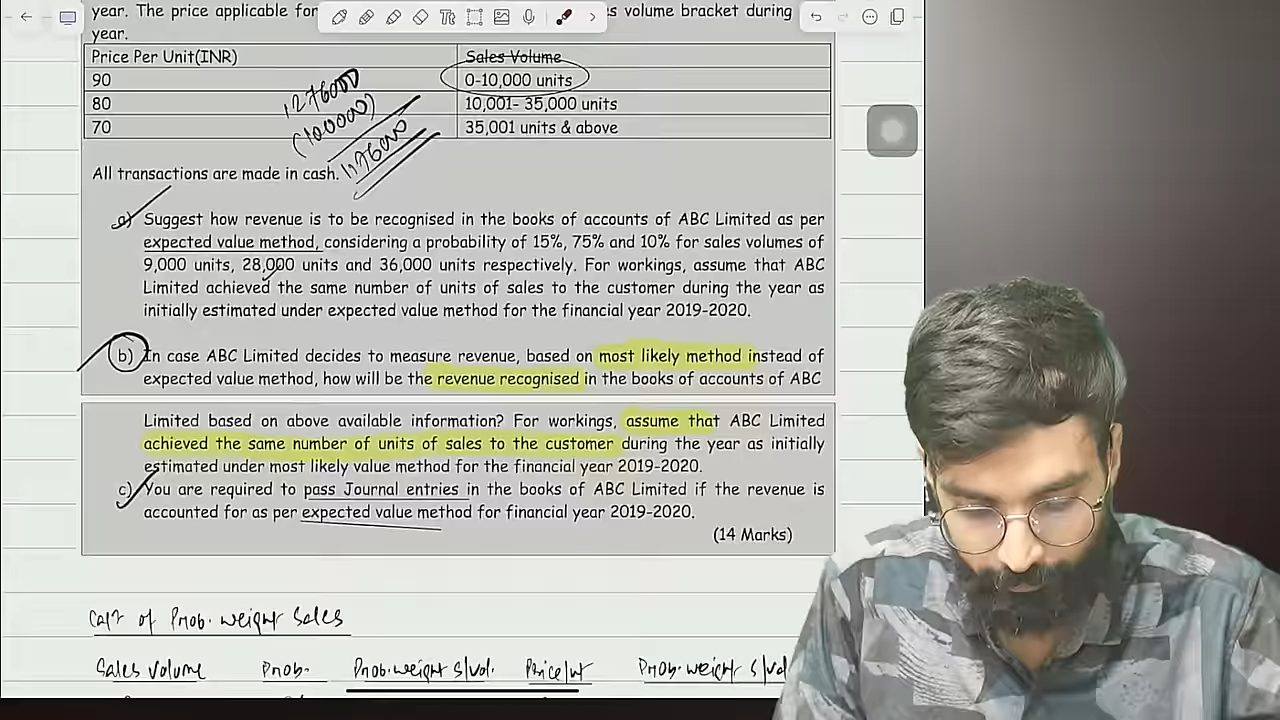 year. The price applicable for s volume bracket during
year.
Price Per Unit(INR) Sales Volume
90 0-10,000 units
80 10,001- 35,000 units
70 35,001 units & above
1276000
(100000)
1176000
All transactions are made in cash.
a) Suggest how revenue is to be recognised in the books of accounts of ABC Limited as per
expected value method, considering a probability of 15%, 75% and 10% for sales volumes of
9,000 units, 28,000 units and 36,000 units respectively. For workings, assume that ABC
Limited achieved the same number of units of sales to the customer during the year as
initially estimated under expected value method for the financial year 2019-2020.
b) In case ABC Limited decides to measure revenue, based on most likely method instead of
expected value method, how will be the revenue recognised in the books of accounts of ABC
Limited based on above available information? For workings, assume that ABC Limited
achieved the same number of units of sales to the customer during the year as initially
estimated under most likely value method for the financial year 2019-2020.
c) You are required to pass Journal entries in the books of ABC Limited if the revenue is
accounted for as per expected value method for financial year 2019-2020.
(14 Marks)
of Prob. weight Sales
Sales Volume Prob. Prob. weight s/vol. Price/ut Prob. weight s/vol